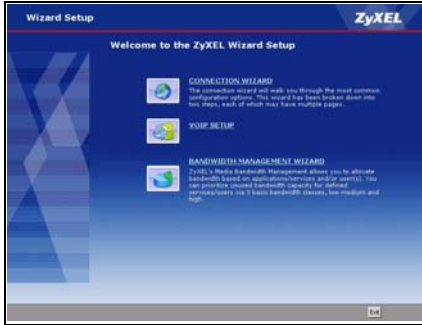 Wizard Setup
ZyXEL
Welcome to the ZyXEL Wizard Setup
CONNECTION WIZARD
The connection wizard will walk you through the most common
configuration options. This wizard has been broken down into
two steps, each of which may have multiple pages.
VOIP SETUP
BANDWIDTH MANAGEMENT WIZARD
ZyXEL's Media Bandwidth Management allows you to allocate
bandwidth based on applications/services and/or user(s). You
can prioritize unused bandwidth capacity for defined
services/users via 3 basic bandwidth classes, low medium and
high.
Exit